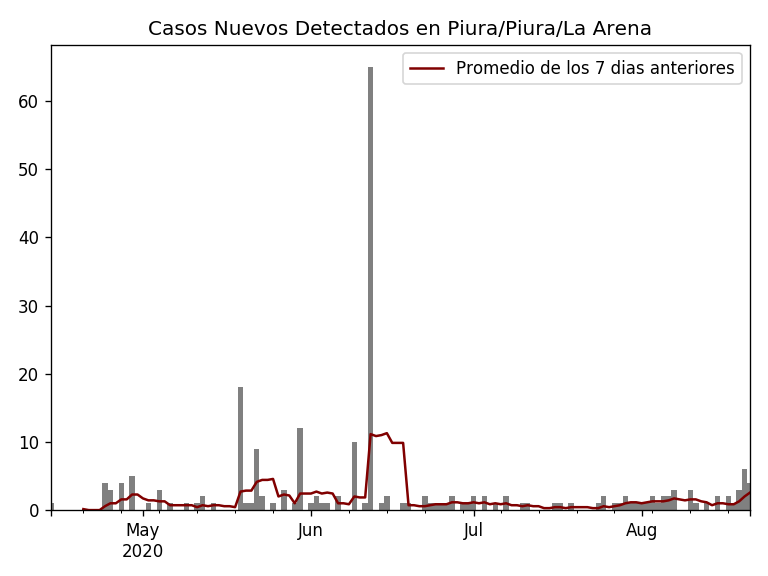 Casos Nuevos Detectados en Piura/Piura/La Arena
Promedio de los 7 dias anteriores
60
50
40
30
20
10
0
May
2020
Jun
Jul
Aug